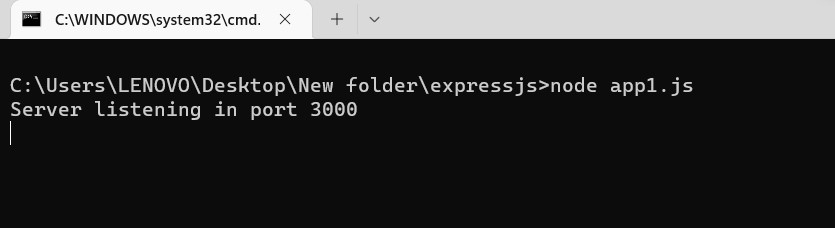 C:\WINDOWS\system32\cmd.
C:\Users\LENOVO\Desktop\New folder\expressjs>node app1.js
Server listening in port 3000